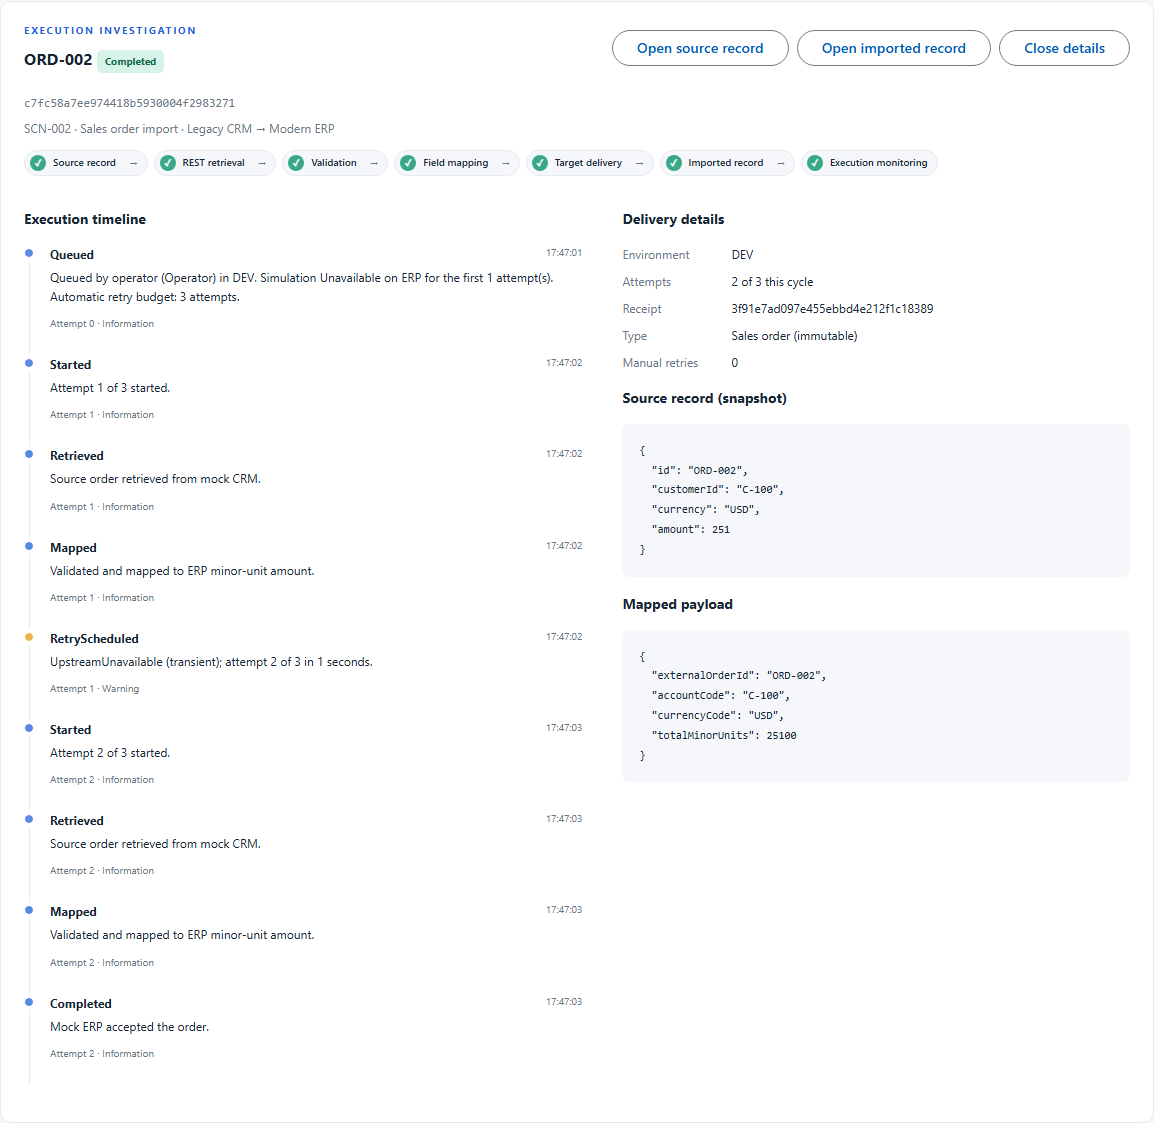 EXECUTION INVESTIGATION
ORD-002 Completed
Open source record
Open imported record
Close details
c7fc58a7ee974418b5930004f2983271
SCN-002 · Sales order import · Legacy CRM → Modern ERP
Source record →
REST retrieval →
Validation →
Field mapping →
Target delivery →
Imported record →
Execution monitoring
Execution timeline
Queued 17:47:01
Queued by operator (Operator) in DEV. Simulation Unavailable on ERP for the first 1 attempt(s).
Automatic retry budget: 3 attempts.
Attempt 0 · Information
Started 17:47:02
Attempt 1 of 3 started.
Attempt 1 · Information
Retrieved 17:47:02
Source order retrieved from mock CRM.
Attempt 1 · Information
Mapped 17:47:02
Validated and mapped to ERP minor-unit amount.
Attempt 1 · Information
RetryScheduled 17:47:02
UpstreamUnavailable (transient); attempt 2 of 3 in 1 seconds.
Attempt 1 · Warning
Started 17:47:03
Attempt 2 of 3 started.
Attempt 2 · Information
Retrieved 17:47:03
Source order retrieved from mock CRM.
Attempt 2 · Information
Mapped 17:47:03
Validated and mapped to ERP minor-unit amount.
Attempt 2 · Information
Completed 17:47:03
Mock ERP accepted the order.
Attempt 2 · Information
Delivery details
Environment DEV
Attempts 2 of 3 this cycle
Receipt 3f91e7ad097e455ebbd4e212f1c18389
Type Sales order (immutable)
Manual retries 0
Source record (snapshot)
{
"id": "ORD-002",
"customerId": "C-100",
"currency": "USD",
"amount": 251
}
Mapped payload
{
"externalOrderId": "ORD-002",
"accountCode": "C-100",
"currencyCode": "USD",
"totalMinorUnits": 25100
}